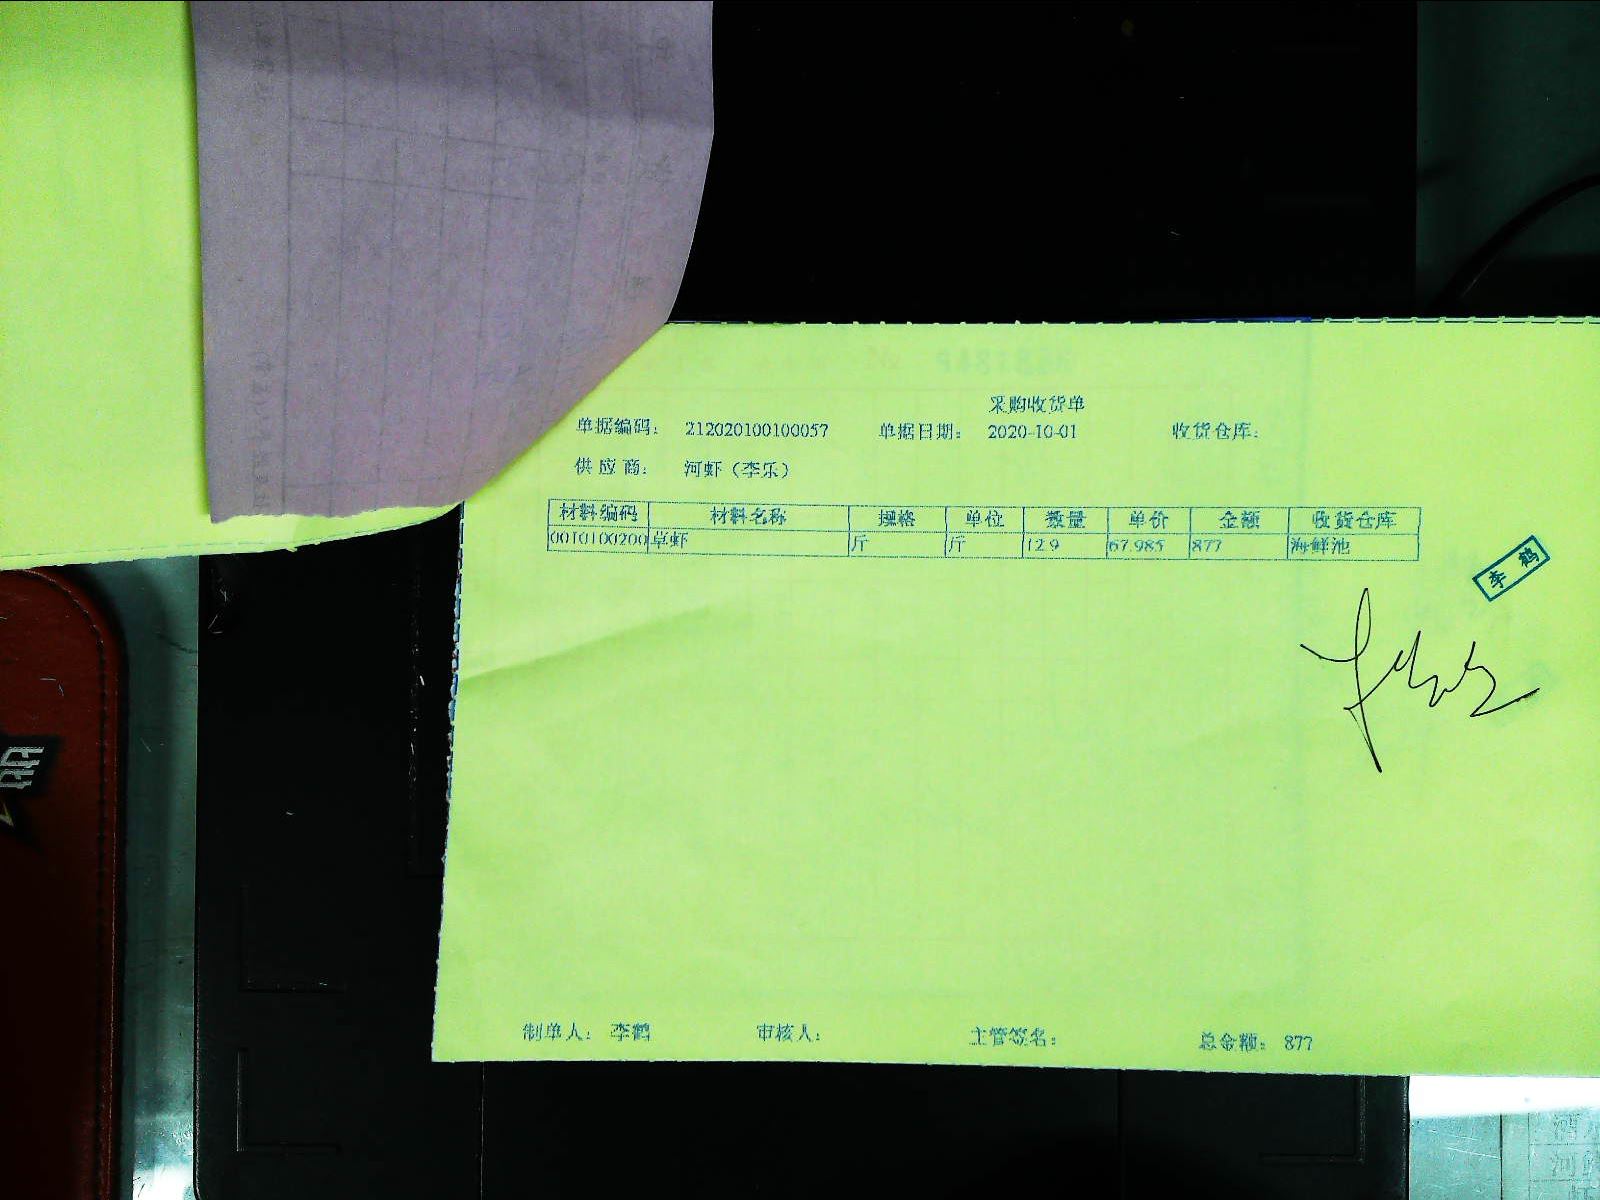 采购收货单
单据编码: 212020100100057 单据日期: 2020-10-01 收货仓库:
供应商: 河虾（李乐）
材料编码 材料名称 规格 单位 数量 单价 金额 收货仓库
0010100200 草虾 斤 斤 12.9 67.985 877 海鲜池
李鹤
制单人: 李鹤 审核人: 主管签名: 总金额: 877